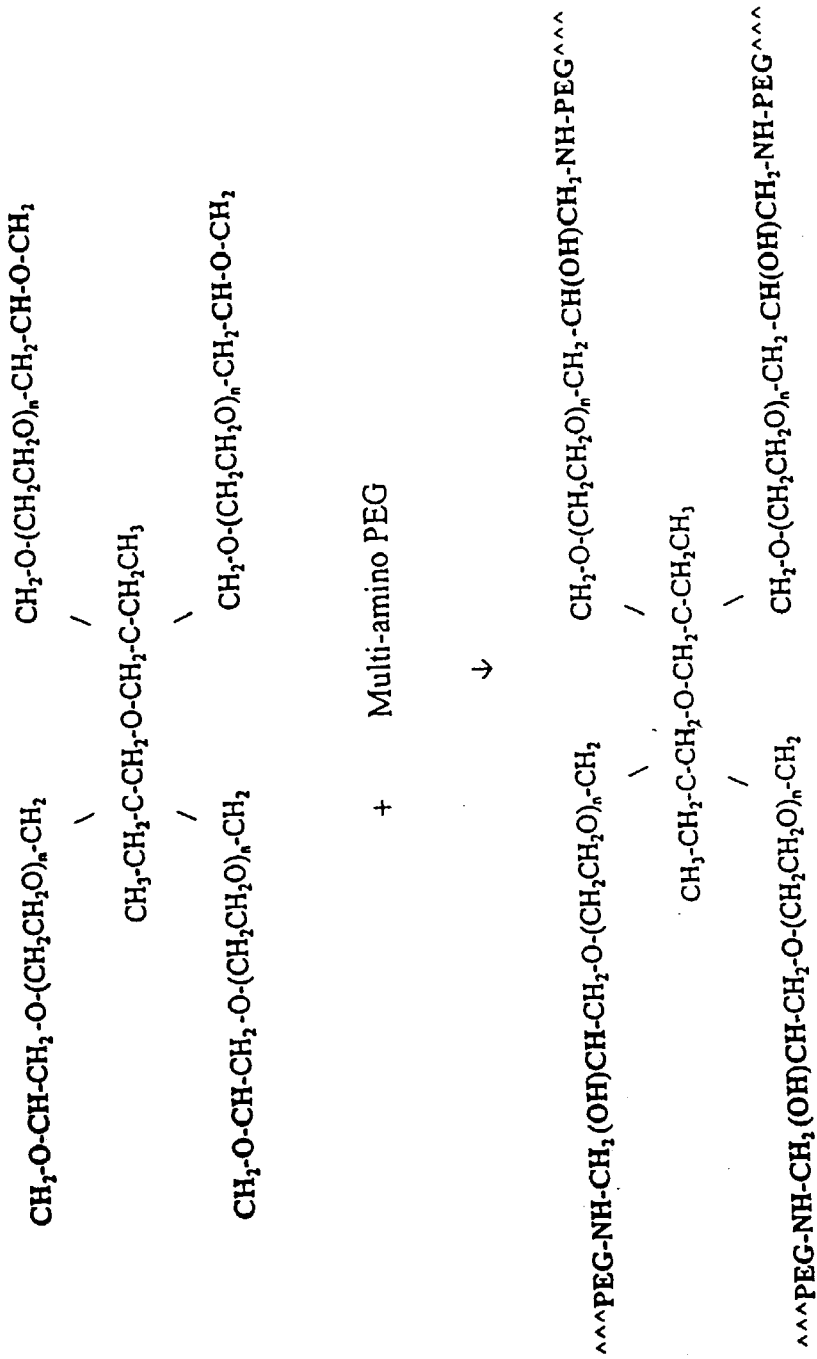 CH₂-O-CH-CH₂-O-(CH₂CH₂O)ₙ-CH₂
CH₂-O-(CH₂CH₂O)ₙ-CH₂-CH-O-CH₂
\ /
CH₃-CH₂-C-CH₂-O-CH₂-C-CH₂CH₃
/ \
CH₂-O-CH-CH₂-O-(CH₂CH₂O)ₙ-CH₂
CH₂-O-(CH₂CH₂O)ₙ-CH₂-CH-O-CH₂
+ Multi-amino PEG
↓
^^^PEG-NH-CH₂(OH)CH-CH₂-O-(CH₂CH₂O)ₙ-CH₂
CH₂-O-(CH₂CH₂O)ₙ-CH₂-CH(OH)CH₂-NH-PEG^^^
\ /
CH₃-CH₂-C-CH₂-O-CH₂-C-CH₂CH₃
/ \
^^^PEG-NH-CH₂(OH)CH-CH₂-O-(CH₂CH₂O)ₙ-CH₂
CH₂-O-(CH₂CH₂O)ₙ-CH₂-CH(OH)CH₂-NH-PEG^^^